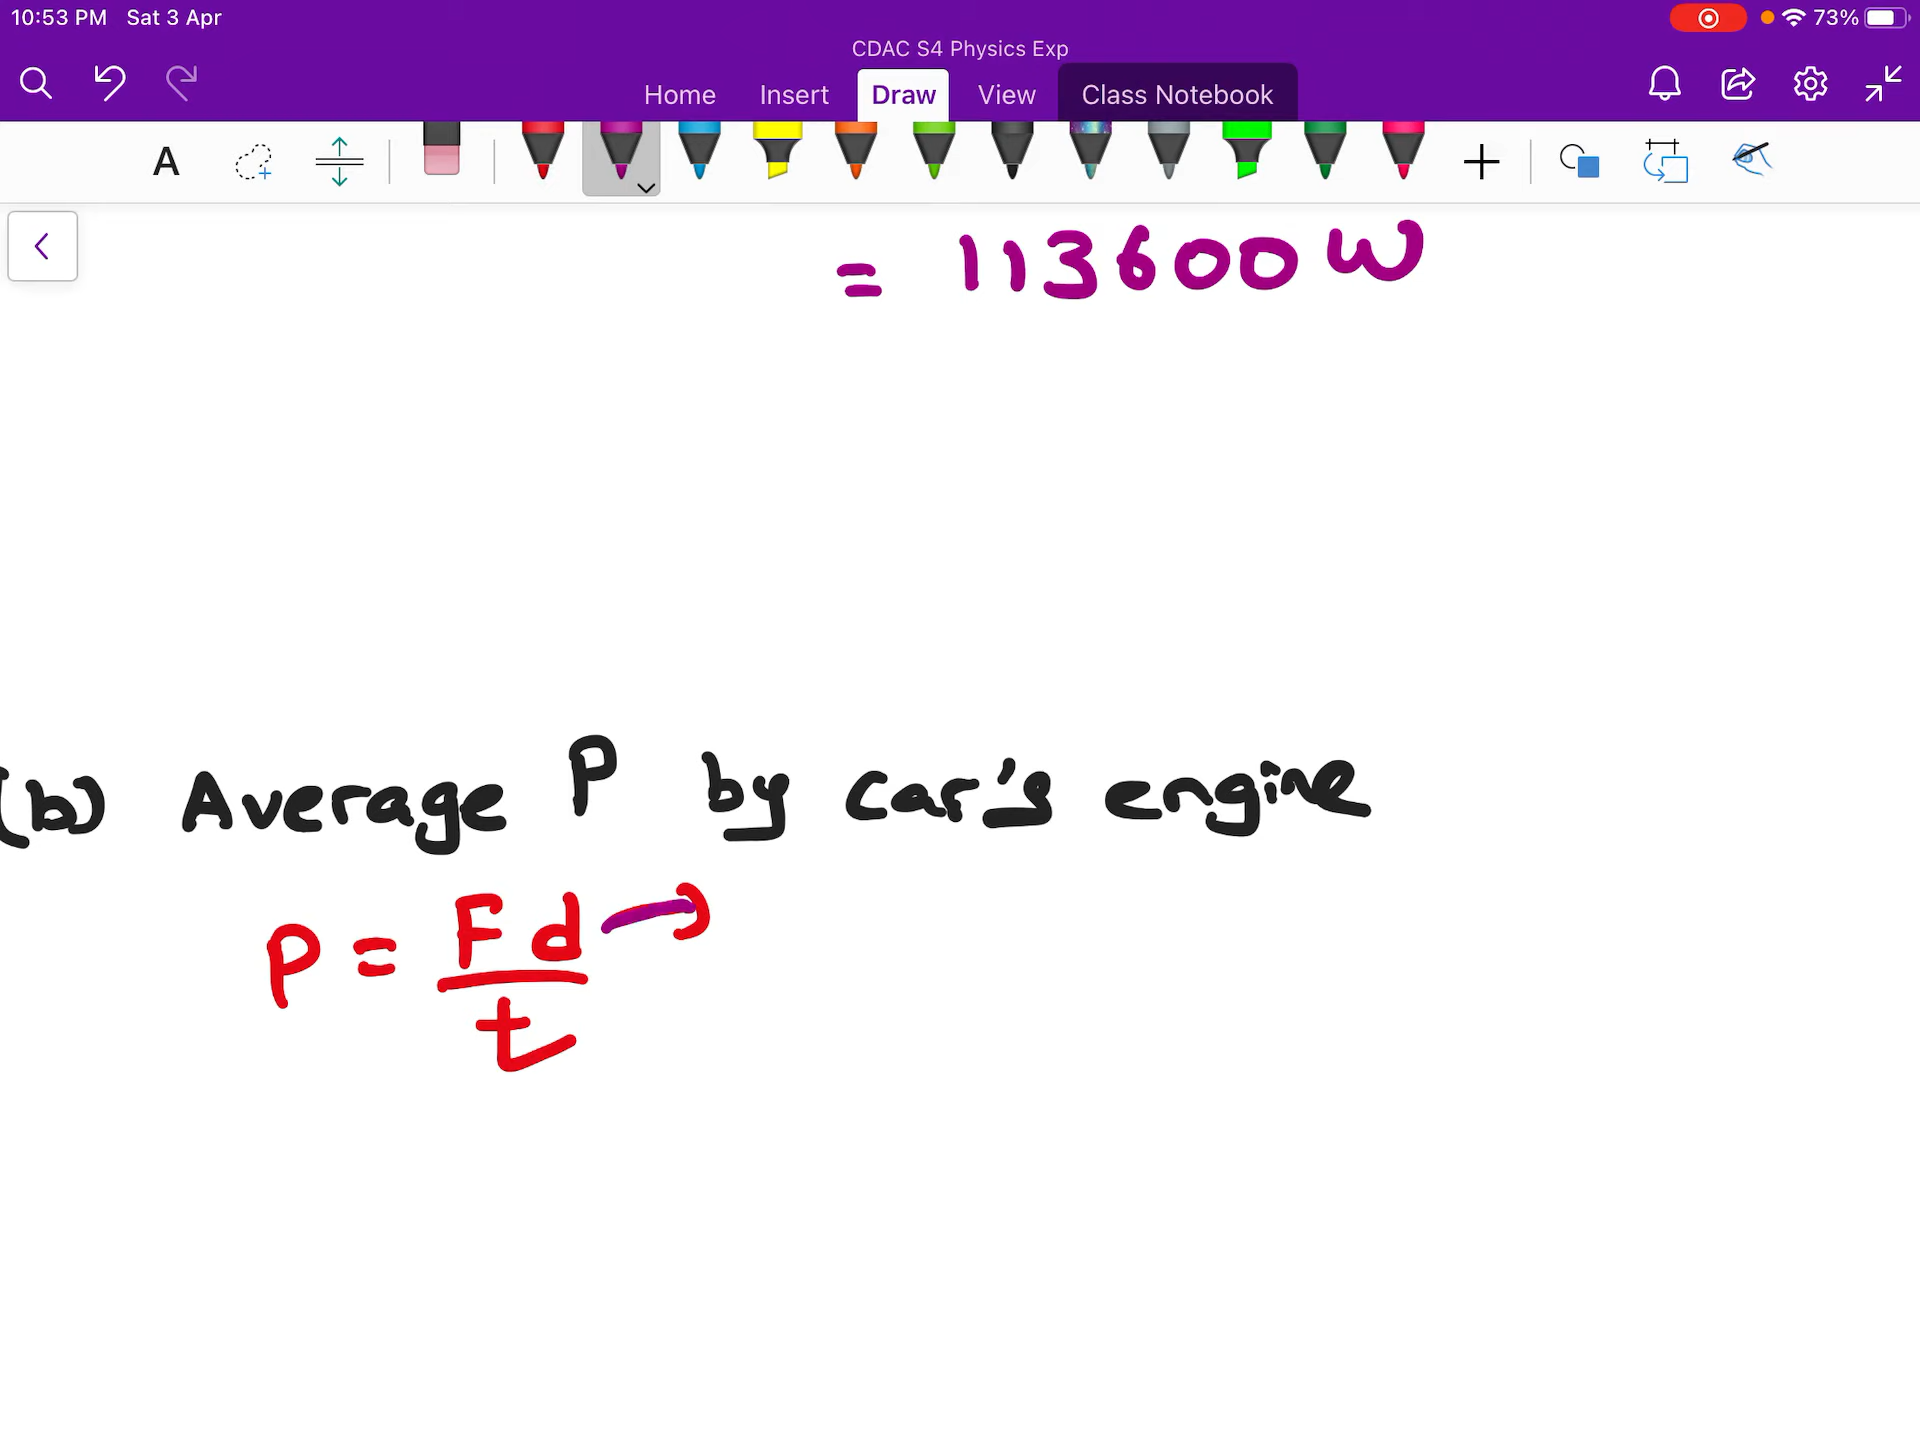 10:53 PM Sat 3 Apr
73%
CDAC S4 Physics Exp
Home Insert Draw View Class Notebook
A
= 113600 W
(b) Average P by car's engine
P = Fd
t